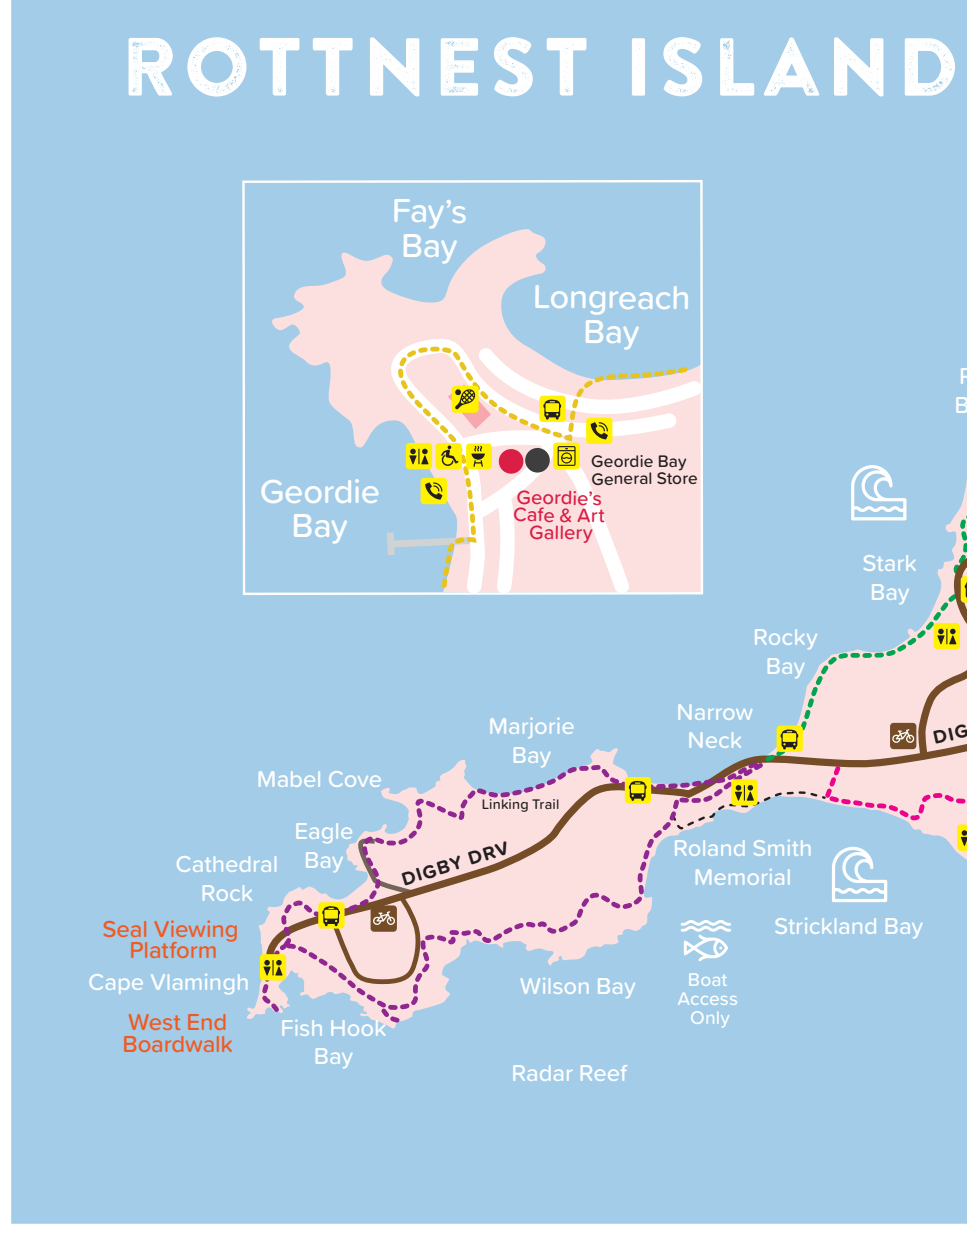 ROTTNEST ISLAND
Fay's
Bay
Longreach
Bay
Geordie Bay
General Store
Geordie's
Cafe & Art
Gallery
Geordie
Bay
Stark
Bay
Rocky
Bay
Narrow
Neck
Marjorie
Bay
Mabel Cove
Linking Trail
Eagle
Bay
DIGBY DRV
Cathedral
Rock
Roland Smith
Memorial
Seal Viewing
Platform
Strickland Bay
Cape Vlamingh
Wilson Bay
Boat
Access
Only
West End
Boardwalk
Fish Hook
Bay
Radar Reef
DIG